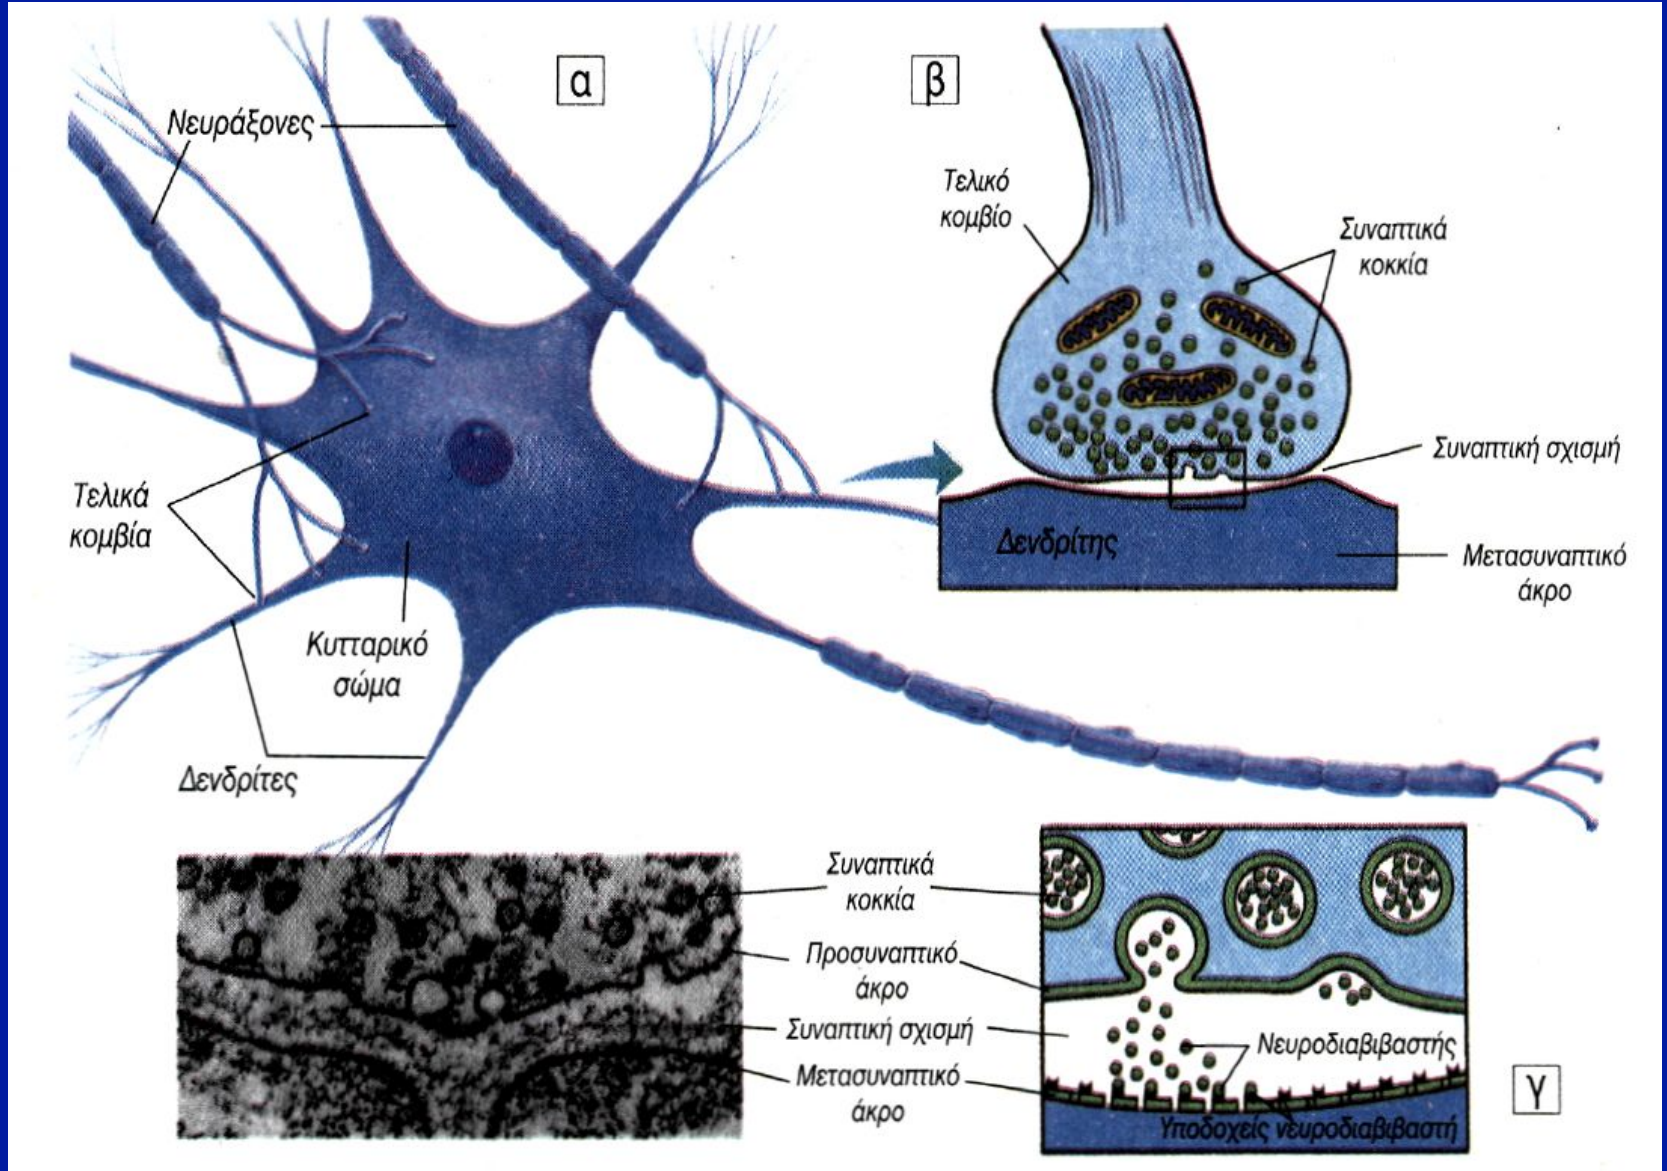 α
β
Νευράξονες
Τελικό
κομβίο
Συναπτικά
κοκκία
Συναπτική σχισμή
Τελικά
κομβία
Δενδρίτης
Μετασυναπτικό
άκρο
Κυτταρικό
σώμα
Δενδρίτες
Συναπτικά
κοκκία
Προσυναπτικό
άκρο
Συναπτική σχισμή
Νευροδιαβιβαστής
Μετασυναπτικό
άκρο
γ
Υποδοχείς νευροδιαβιβαστή